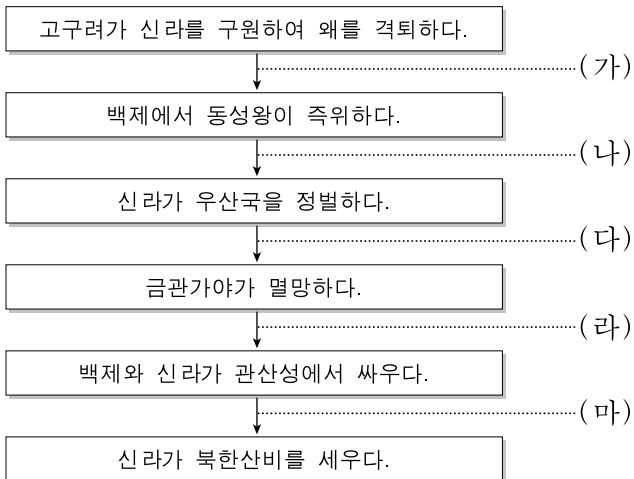 고구려가 신라를 구원하여 왜를 격퇴하다.
(가)
백제에서 동성왕이 즉위하다.
(나)
신라가 우산국을 정벌하다.
(다)
금관가야가 멸망하다.
(라)
백제와 신라가 관산성에서 싸우다.
(마)
신라가 북한산비를 세우다.